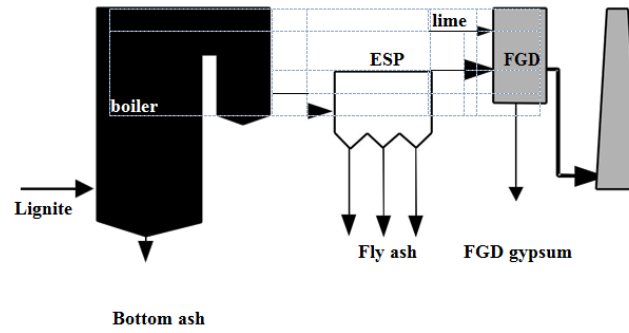 lime
ESP
FGD
boiler
Lignite
Fly ash
FGD gypsum
Bottom ash